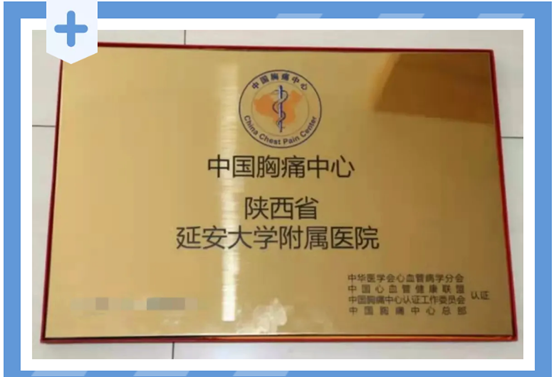 中国胸痛中心
China Chest Pain Center
中国胸痛中心
陕西省
延安大学附属医院
中华医学会心血管病学分会
中国心血管健康联盟
中国胸痛中心认证工作委员会 认证
中国胸痛中心总部